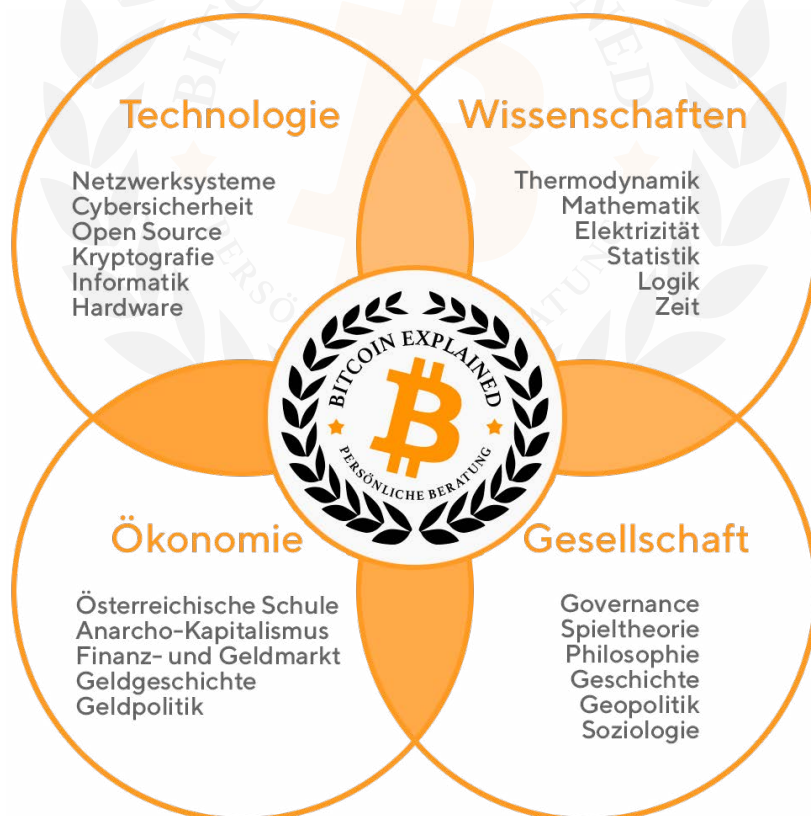 Technologie
Netzwerksysteme
Cybersicherheit
Open Source
Kryptografie
Informatik
Hardware
Wissenschaften
Thermodynamik
Mathematik
Elektrizität
Statistik
Logik
Zeit
BITCOIN EXPLAINED
PERSÖNLICHE BERATUNG
Ökonomie
Österreichische Schule
Anarcho-Kapitalismus
Finanz- und Geldmarkt
Geldgeschichte
Geldpolitik
Gesellschaft
Governance
Spieltheorie
Philosophie
Geschichte
Geopolitik
Soziologie